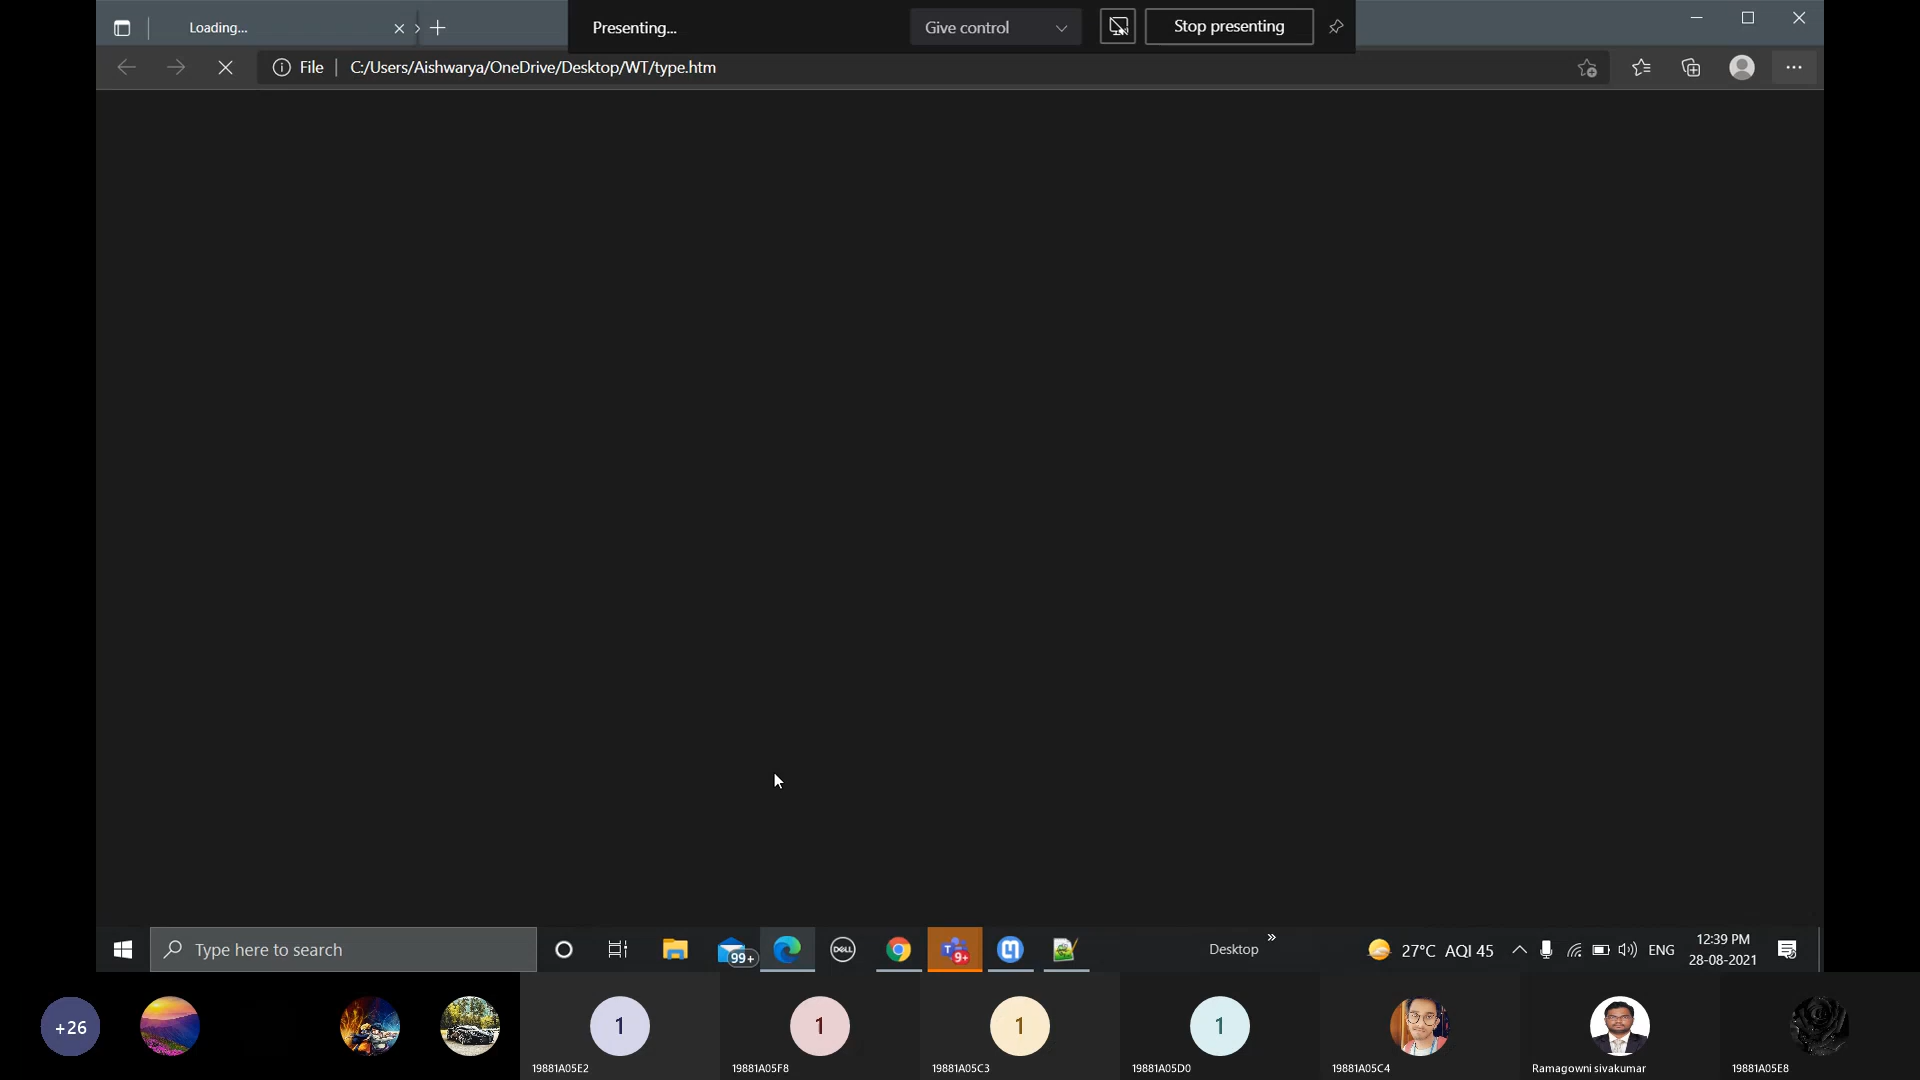 Loading...
Presenting...
Give control
Stop presenting
File
C:/Users/Aishwarya/OneDrive/Desktop/WT/type.htm
Type here to search
99+
DELL
T 9+
Desktop
27°C AQI 45
ENG
12:39 PM
28-08-2021
+26
1
1
1
1
19881A05E2
19881A05F8
19881A05C3
19881A05D0
19881A05C4
Ramagowni sivakumar
19881A05E8